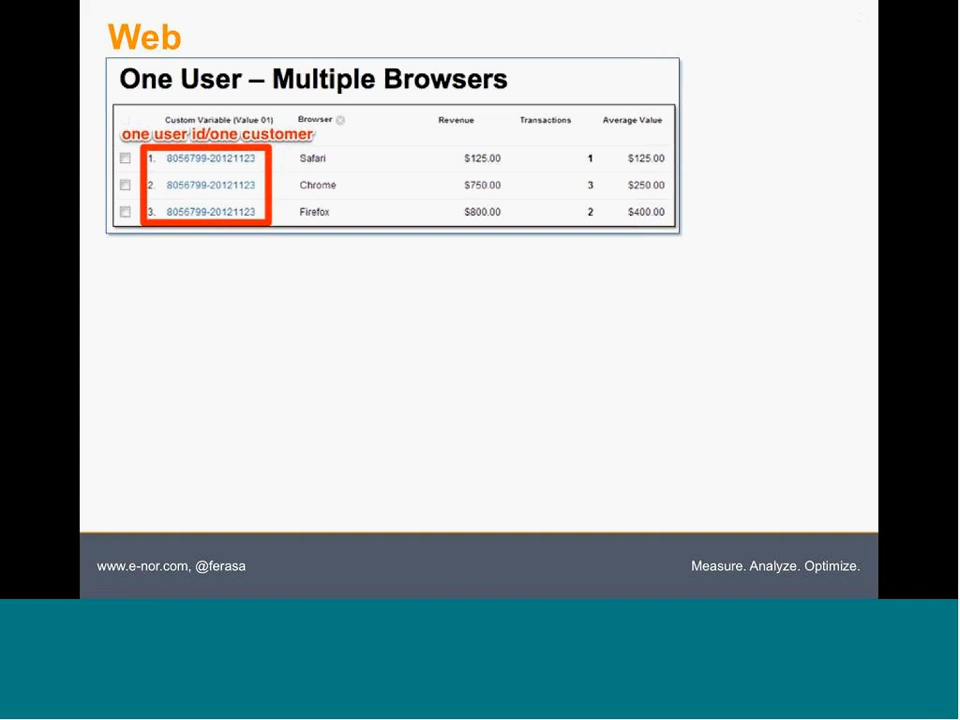 Web
One User – Multiple Browsers
Custom Variable (Value 01) Browser Revenue Transactions Average Value
one user id/one customer
1. 8056799-20121123 Safari $125.00 1 $125.00
2. 8056799-20121123 Chrome $750.00 3 $250.00
3. 8056799-20121123 Firefox $800.00 2 $400.00
www.e-nor.com, @ferasa Measure. Analyze. Optimize.